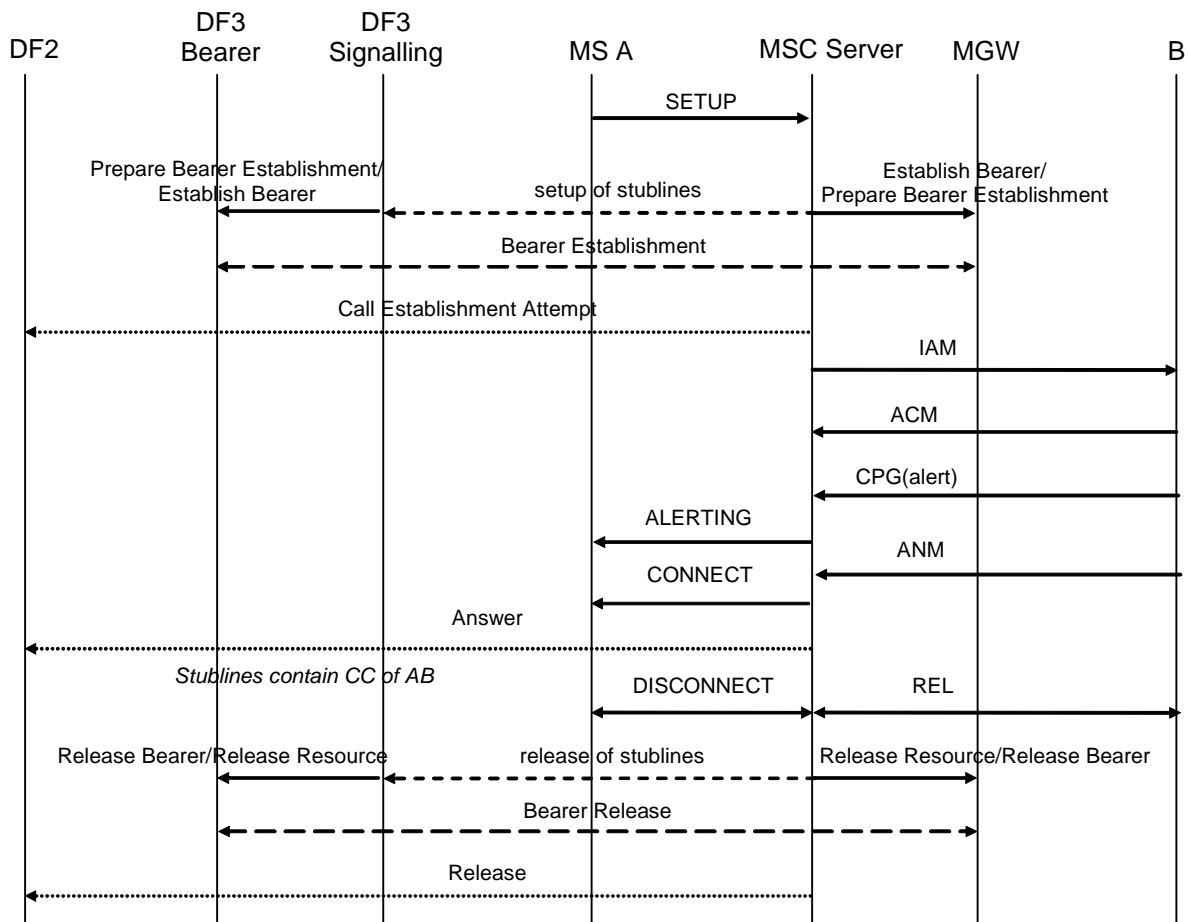 DF2
DF3
Bearer
DF3
Signalling
MS A
MSC Server
MGW
B
SETUP
Prepare Bearer Establishment/
Establish Bearer
setup of stublines
Establish Bearer/
Prepare Bearer Establishment
Bearer Establishment
Call Establishment Attempt
IAM
ACM
CPG(alert)
ALERTING
ANM
CONNECT
Answer
Stublines contain CC of AB
DISCONNECT
REL
Release Bearer/Release Resource
release of stublines
Release Resource/Release Bearer
Bearer Release
Release